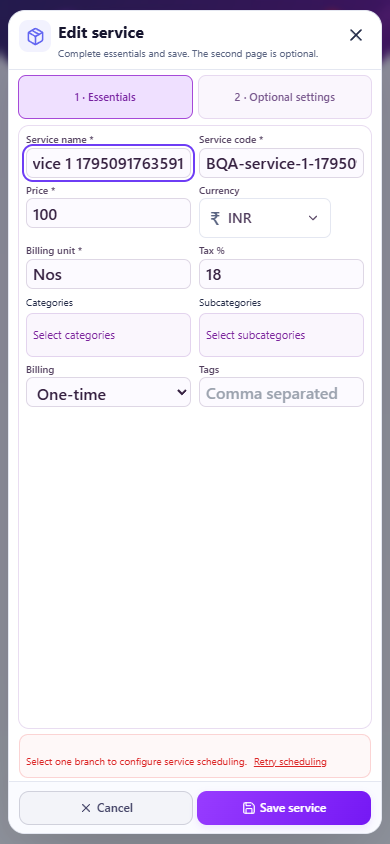 Edit service
Complete essentials and save. The second page is optional.
1 · Essentials
2 · Optional settings
Service name *
Service code *
vice 1 1795091763591
BQA-service-1-17950
Price *
Currency
100
₹ INR
Billing unit *
Tax %
Nos
18
Categories
Subcategories
Select categories
Select subcategories
Billing
Tags
One-time
Comma separated
Select one branch to configure service scheduling. Retry scheduling
Cancel
Save service